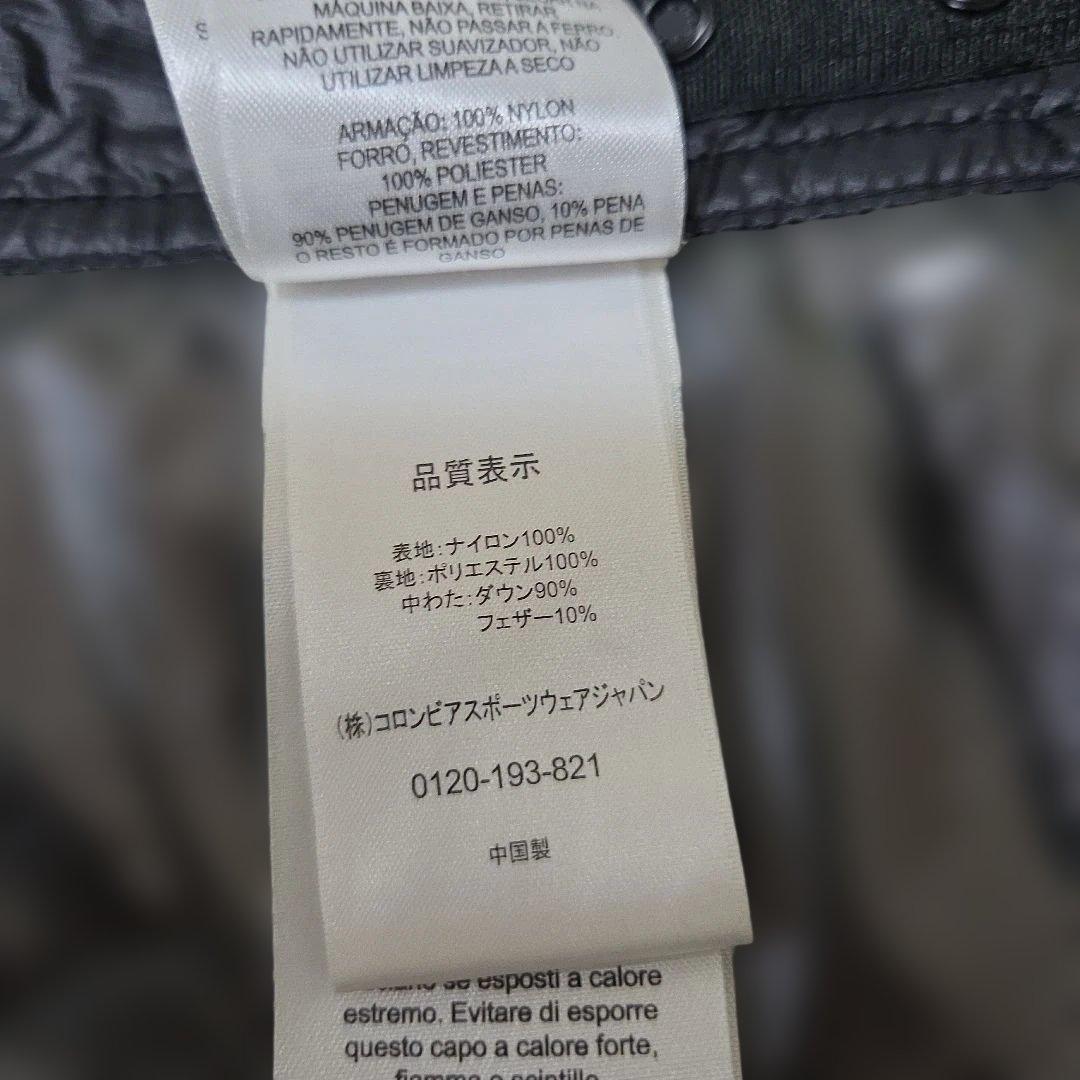 MÁQUINA BAIXA, RETIRAR
RAPIDAMENTE, NÃO PASSAR A FERRO,
NÃO UTILIZAR SUAVIZADOR, NÃO
UTILIZAR LIMPEZA A SECO
ARMAÇÃO: 100% NYLON
FORRO, REVESTIMENTO:
100% POLIESTER
PENUGEM E PENAS:
90% PENUGEM DE GANSO, 10% PENA
O RESTO É FORMADO POR PENAS DE
GANSO
品質表示
表地:ナイロン100%
裏地:ポリエステル100%
中わた:ダウン90%
フェザー10%
(株)コロンビアスポーツウェアジャパン
0120-193-821
中国製
se esposti a calore
estremo. Evitare di esporre
questo capo a calore forte,
fiamme o scintille